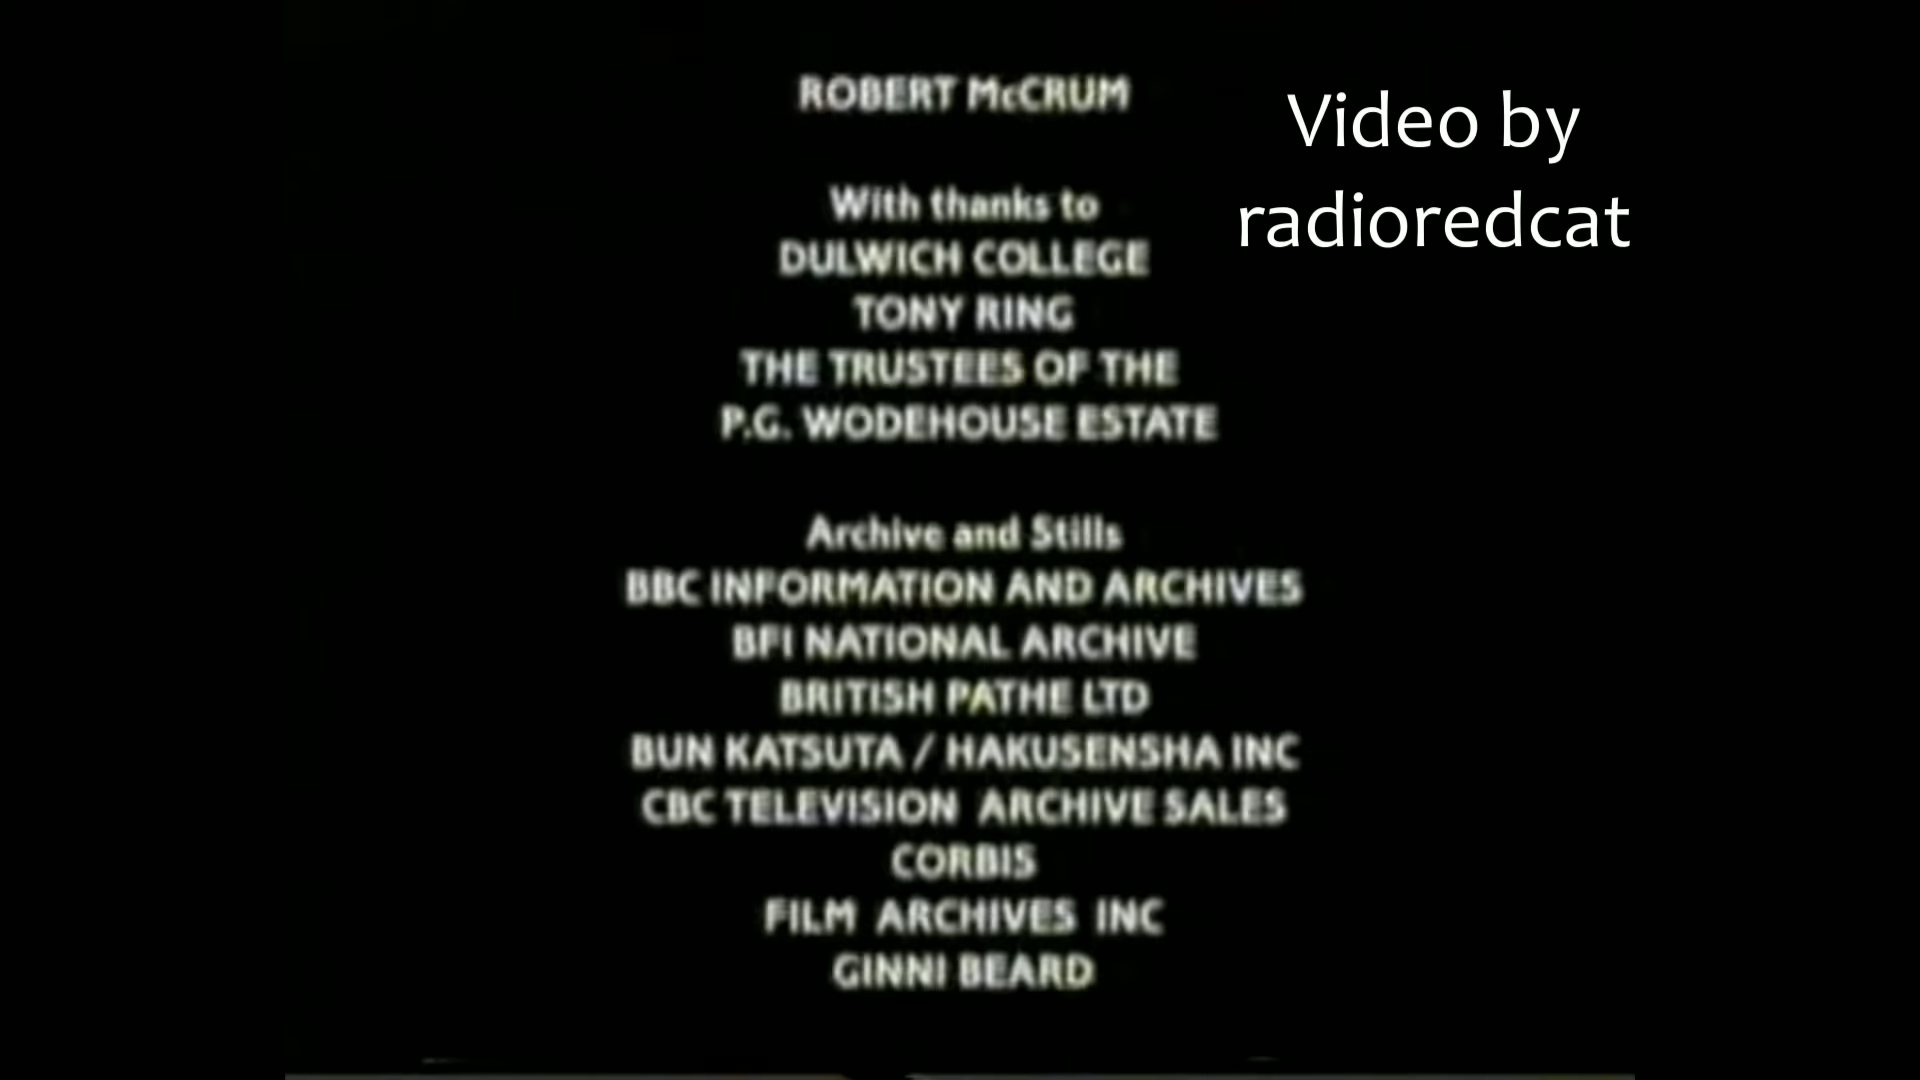 ROBERT McCRUM
With thanks to
DULWICH COLLEGE
TONY RING
THE TRUSTEES OF THE
P.G. WODEHOUSE ESTATE
Archive and Stills
BBC INFORMATION AND ARCHIVES
BFI NATIONAL ARCHIVE
BRITISH PATHE LTD
BUN KATSUTA / HAKUSENSHA INC
CBC TELEVISION ARCHIVE SALES
CORBIS
FILM ARCHIVES INC
GINNI BEARD
Video by
radioredcat